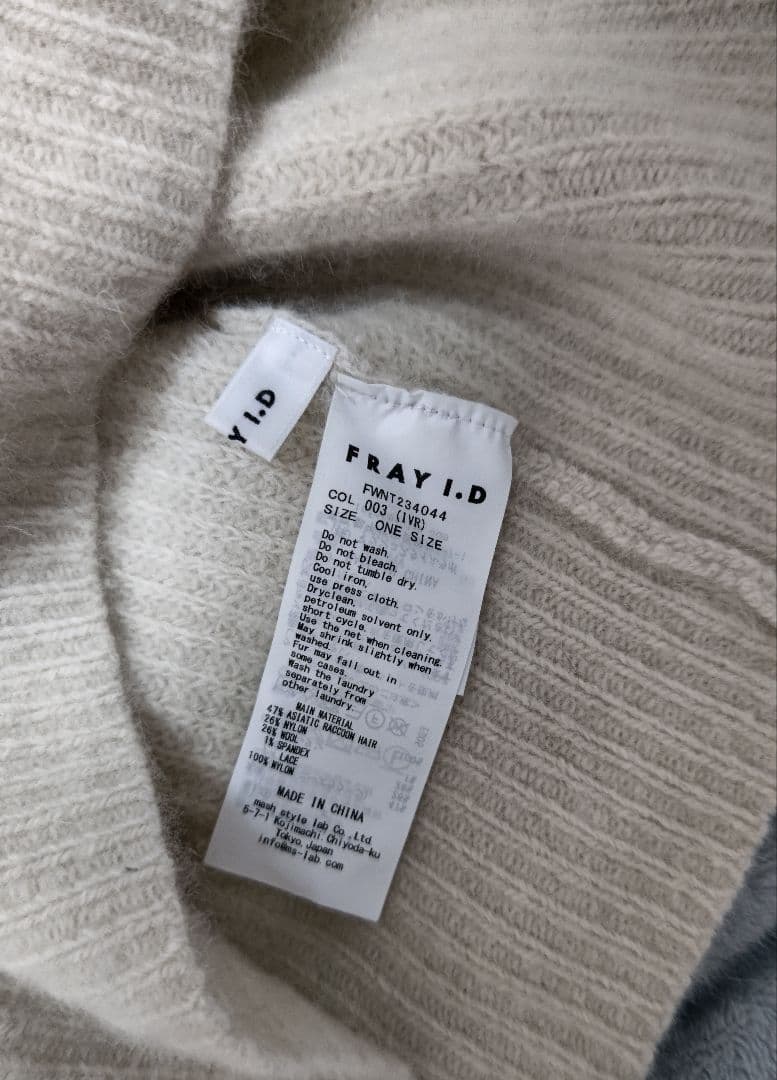 Y I.D
FRAY I.D
FWNT234044
COL 003 (IVR)
SIZE ONE SIZE
Do not wash.
Do not bleach.
Do not tumble dry.
Cool iron,
use press cloth.
Dryclean,
petroleum solvent only,
short cycle.
Use the net when cleaning.
May shrink slightly when
washed.
Fur may fall out in
some cases.
Wash the laundry
separately from
other laundry.
MAIN MATERIAL
47% ASIATIC RACCOON HAIR
26% NYLON
26% WOOL
1% SPANDEX
LACE
100% NYLON
MADE IN CHINA
mash style lab Co.,Ltd.
5-7-1 Kojimachi Chiyoda-ku
Tokyo,Japan
info@ms-lab.com